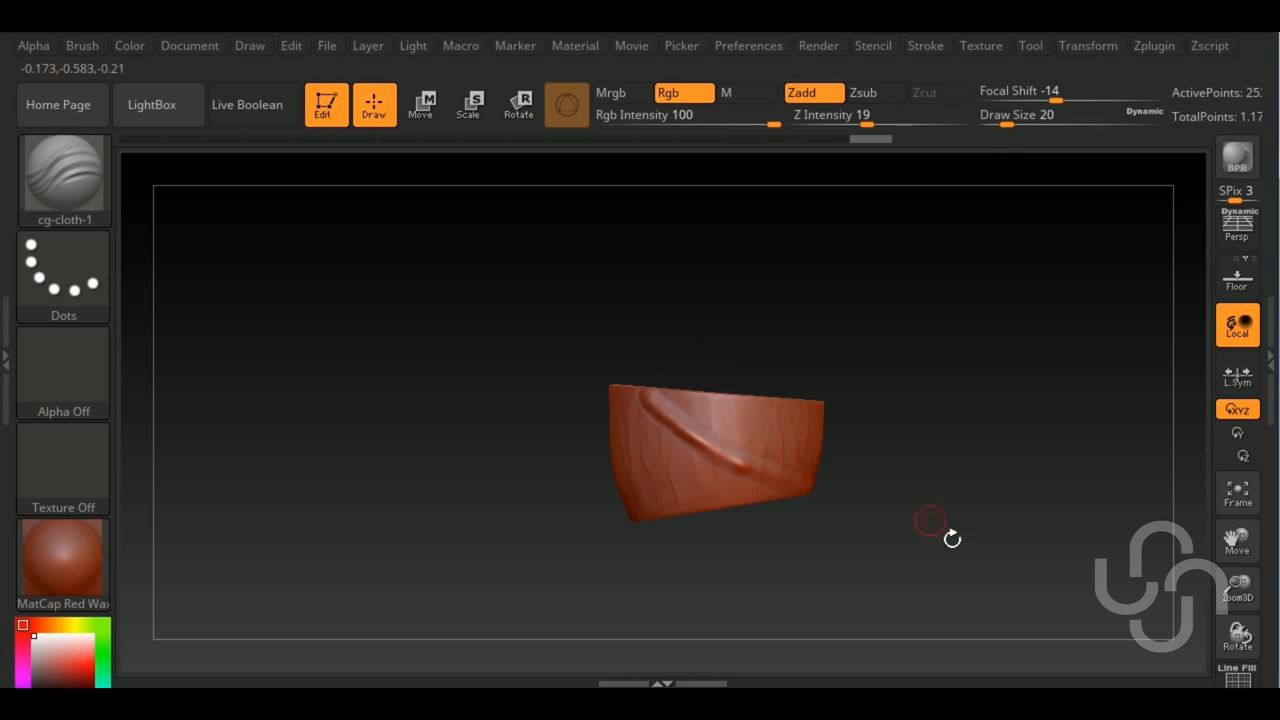 Alpha Brush Color Document Draw Edit File Layer Light Macro Marker Material Movie Picker Preferences Render Stencil Stroke Texture Tool Transform Zplugin Zscript
-0.173,-0.583,-0.21
Home Page LightBox Live Boolean Edit Draw Move Scale Rotate
M S R
Mrgb Rgb M Zadd Zsub Zcut Focal Shift -14 ActivePoints: 25
Rgb Intensity 100 Z Intensity 19 Draw Size 20 Dynamic TotalPoints: 1.17
cg-cloth-1
Dots
Alpha Off
Texture Off
MatCap Red Wax
BPR
SPix 3
Dynamic
Persp
Floor
Local
L.Sym
XYZ
Y
Z
Frame
Move
Zoom3D
Rotate
Line Fill